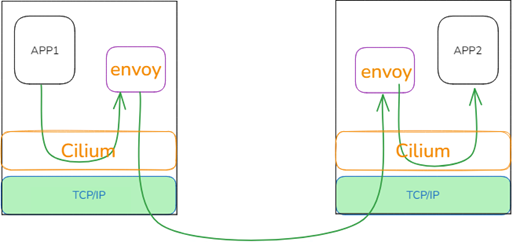 APP1
envoy
Cilium
TCP/IP
envoy
APP2
Cilium
TCP/IP